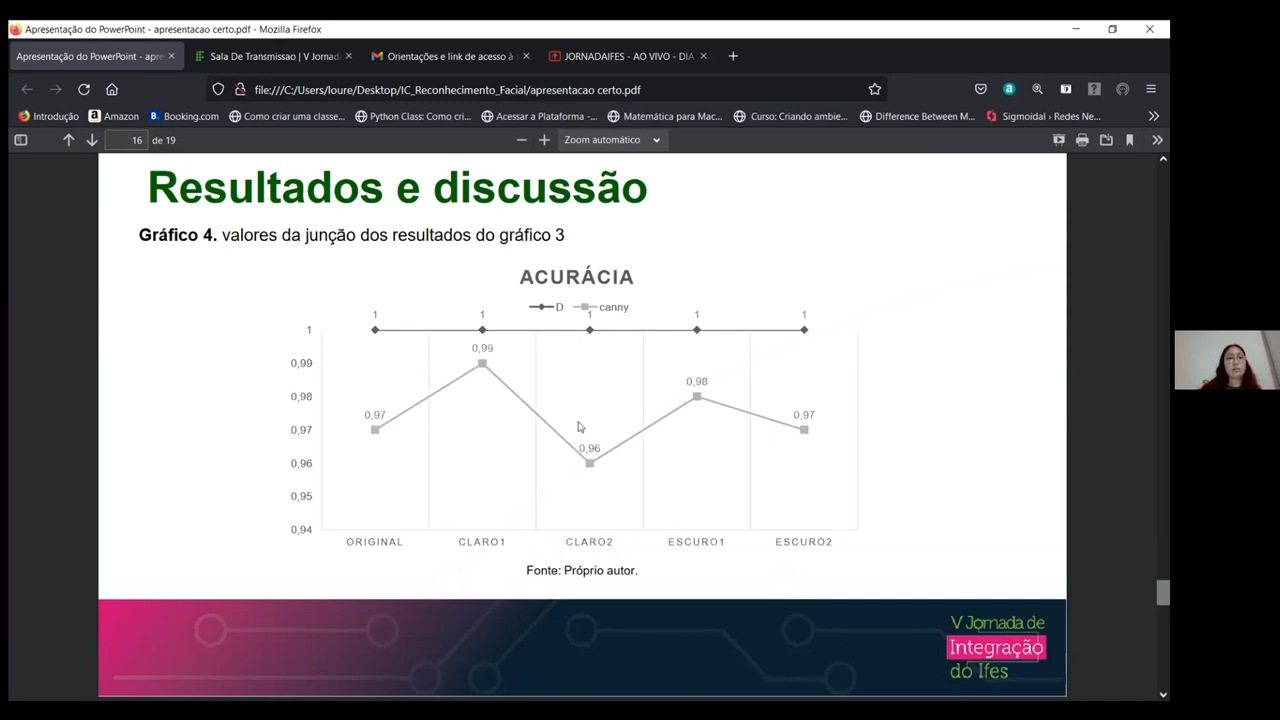 Apresentação do PowerPoint - apresentacao certo.pdf - Mozilla Firefox
Apresentação do PowerPoint - apre
Sala De Transmissao | V Jornada
Orientações e link de acesso à s
JORNADAIFES - AO VIVO - DIA
file:///C:/Users/loure/Desktop/IC_Reconhecimento_Facial/apresentacao certo.pdf
Introdução
Amazon
Booking.com
Como criar uma classe...
Python Class: Como cri...
Acessar a Plataforma -...
Matemática para Mac...
Curso: Criando ambie...
Difference Between M...
Sigmoidal › Redes Ne...
16 de 19
Zoom automático
Resultados e discussão
Gráfico 4. valores da junção dos resultados do gráfico 3
ACURÁCIA
D canny
1 1 1 1 1
1
0,99
0,98
0,97
0,96
0,95
0,94
0,97 0,99 0,96 0,98 0,97
ORIGINAL CLARO1 CLARO2 ESCURO1 ESCURO2
Fonte: Próprio autor.
V Jornada de
Integração
do Ifes